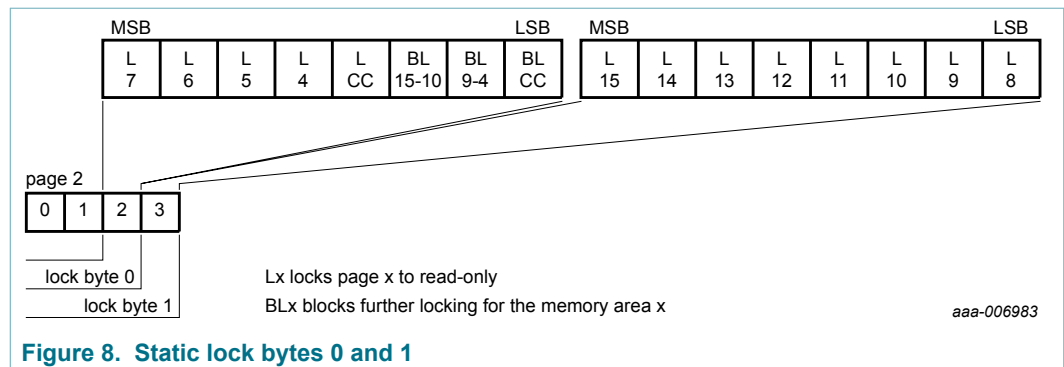 MSB LSB MSB LSB
L L L L L BL BL BL L L L L L L L L
7 6 5 4 CC 15-10 9-4 CC 15 14 13 12 11 10 9 8
page 2
0 1 2 3
lock byte 0 Lx locks page x to read-only
lock byte 1 BLx blocks further locking for the memory area x aaa-006983
Figure 8. Static lock bytes 0 and 1